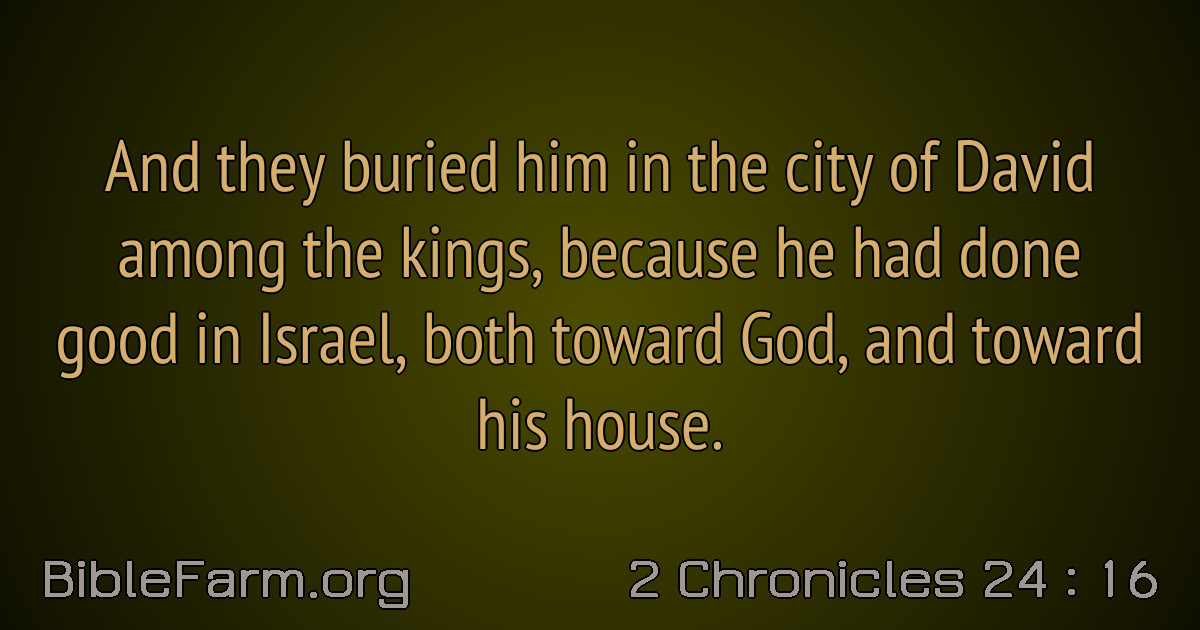 And they buried him in the city of David
among the kings, because he had done
good in Israel, both toward God, and toward
his house.
BibleFarm.org
2 Chronicles 24 : 16